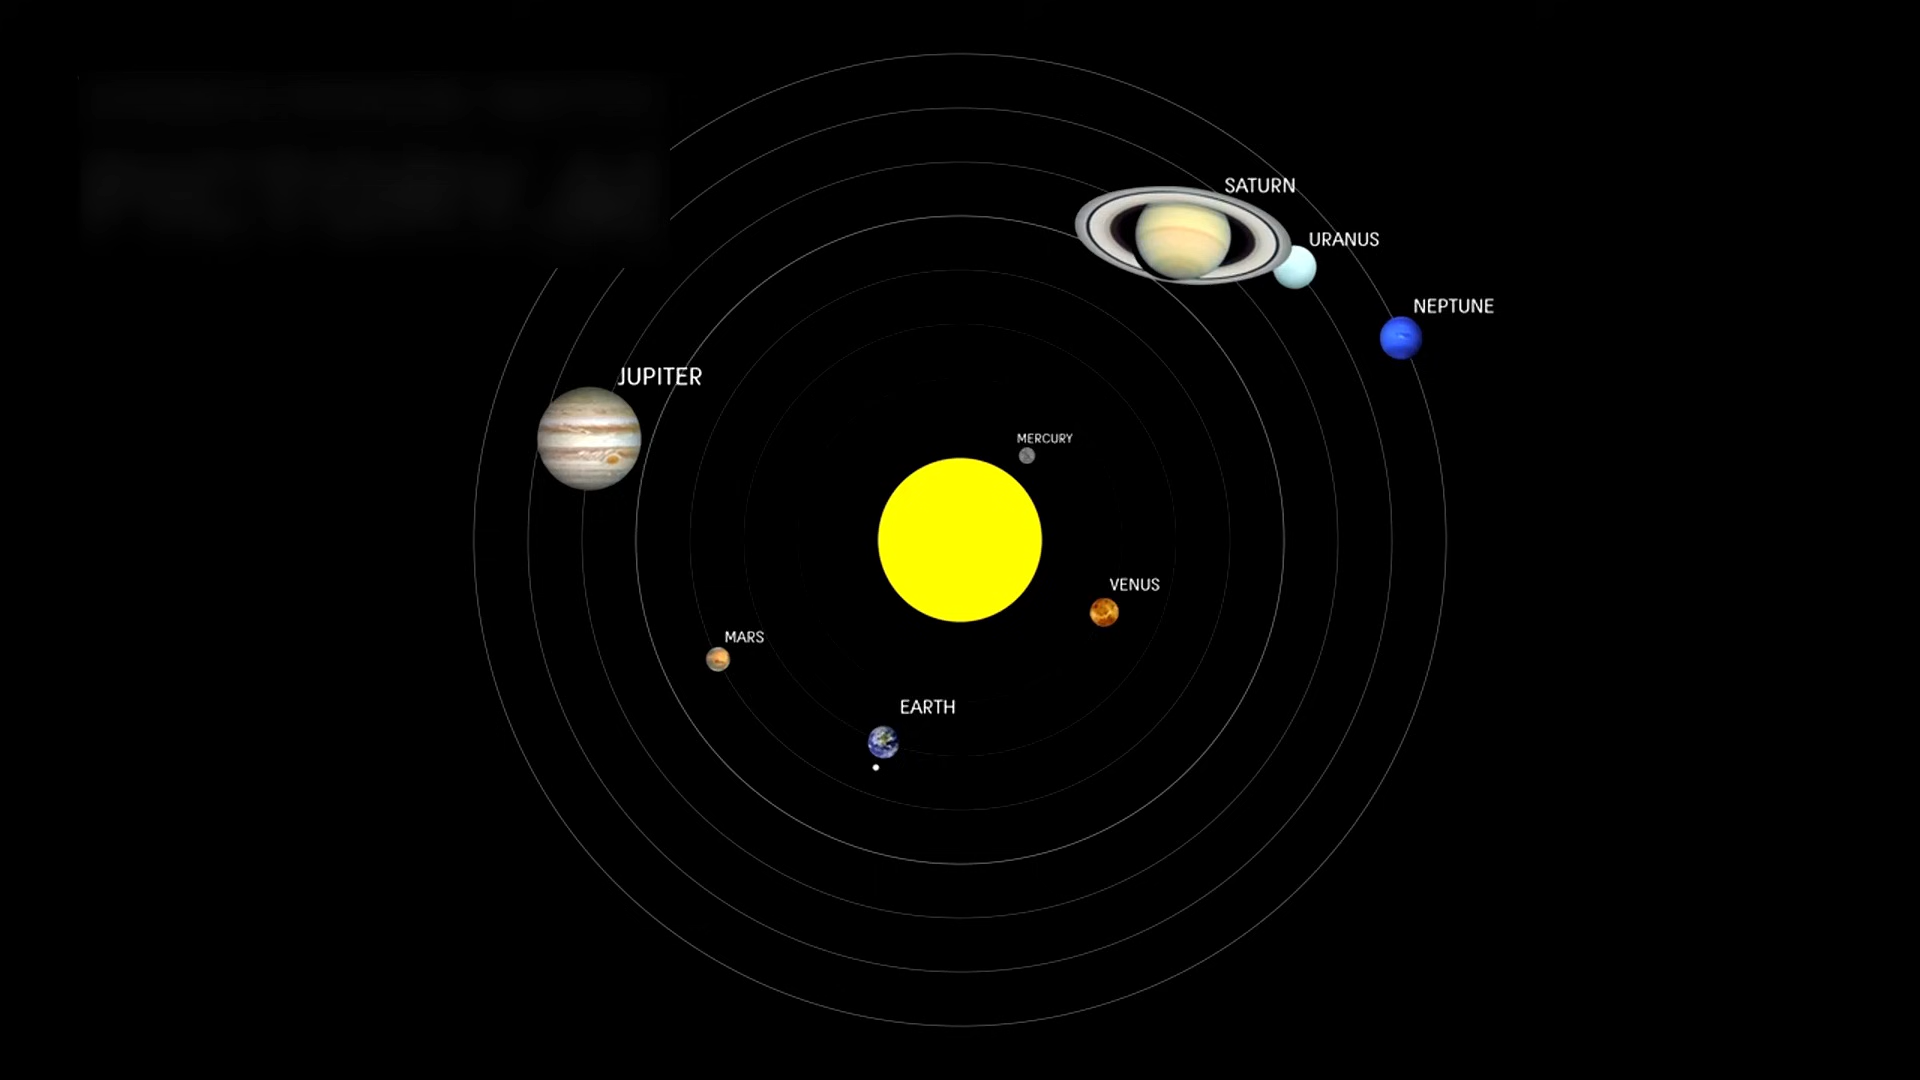 SATURN
URANUS
NEPTUNE
JUPITER
MERCURY
VENUS
MARS
EARTH